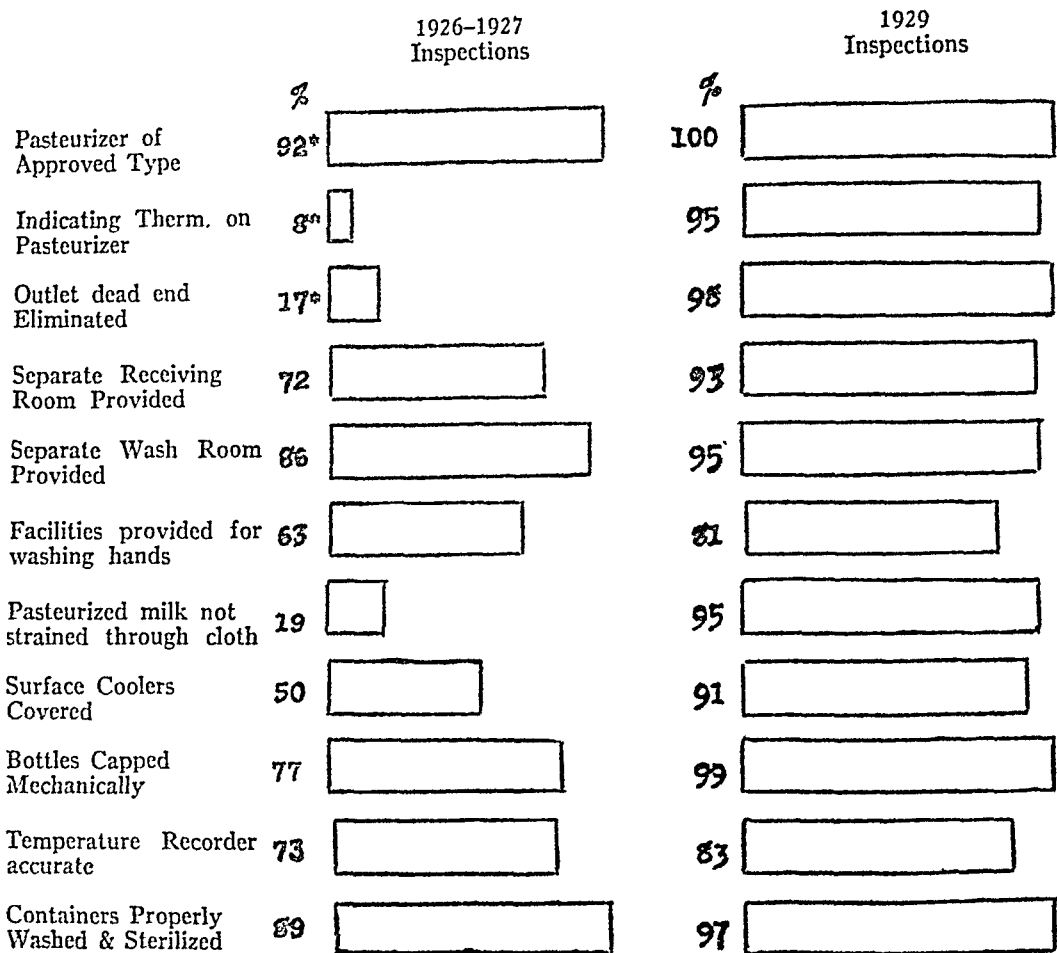 1926–1927
Inspections
1929
Inspections
%
%
Pasteurizer of
Approved Type
92*
100
Indicating Therm. on
Pasteurizer
8*
95
Outlet dead end
Eliminated
17*
98
Separate Receiving
Room Provided
72
93
Separate Wash Room
Provided
86
95
Facilities provided for
washing hands
63
81
Pasteurized milk not
strained through cloth
19
95
Surface Coolers
Covered
50
91
Bottles Capped
Mechanically
77
99
Temperature Recorder
accurate
73
83
Containers Properly
Washed & Sterilized
89
97